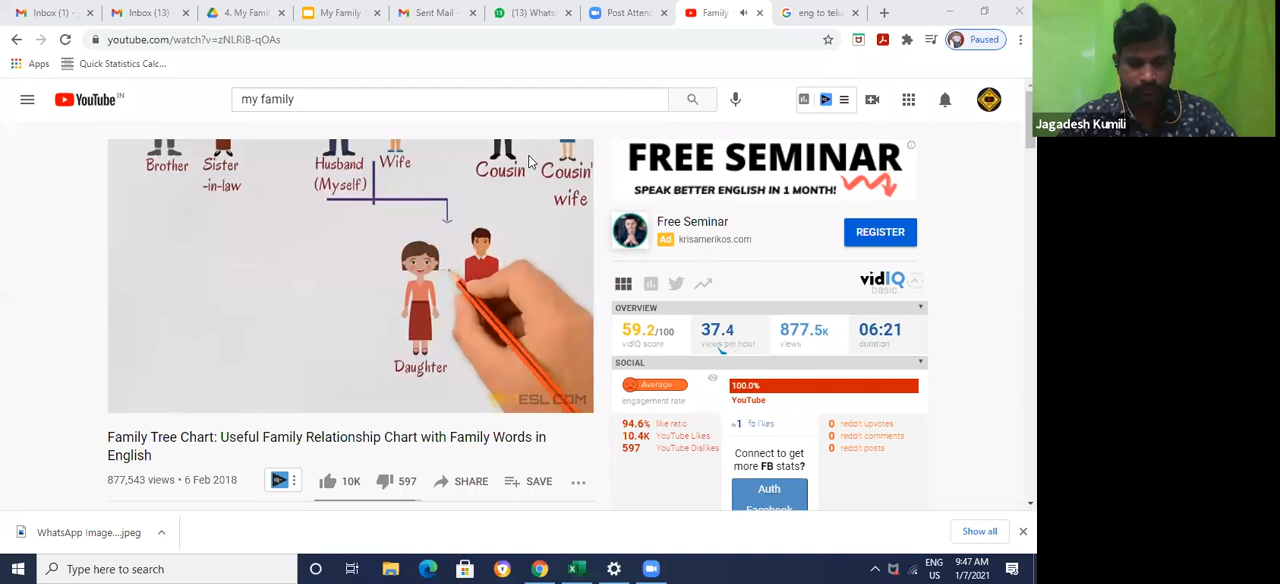 Inbox (1) -
Inbox (13)
4. My Famil
My Family
Sent Mail -
(13) Whats
Post Atten
Family
eng to telu
youtube.com/watch?v=zNLRiB-qOAs
Paused
Apps
Quick Statistics Calc...
YouTube IN
my family
Brother
Sister
-in-law
Husband
(Myself)
Wife
Cousin
Cousin'
wife
Daughter
ESL.COM
FREE SEMINAR
SPEAK BETTER ENGLISH IN 1 MONTH!
Free Seminar
Ad krisamerikos.com
REGISTER
vidIQ
basic
OVERVIEW
59.2/100
vidIQ score
37.4
views per hour
877.5K
views
06:21
duration
SOCIAL
Average
engagement rate
100.0%
YouTube
94.6% like ratio
10.4K YouTube Likes
597 YouTube Dislikes
1 fb likes
Connect to get
more FB stats?
Auth
Facebook
0 reddit upvotes
0 reddit comments
0 reddit posts
Family Tree Chart: Useful Family Relationship Chart with Family Words in
English
877,543 views • 6 Feb 2018
10K
597
SHARE
SAVE
WhatsApp Image....jpeg
Show all
Type here to search
ENG
US
9:47 AM
1/7/2021
Jagadesh Kumili